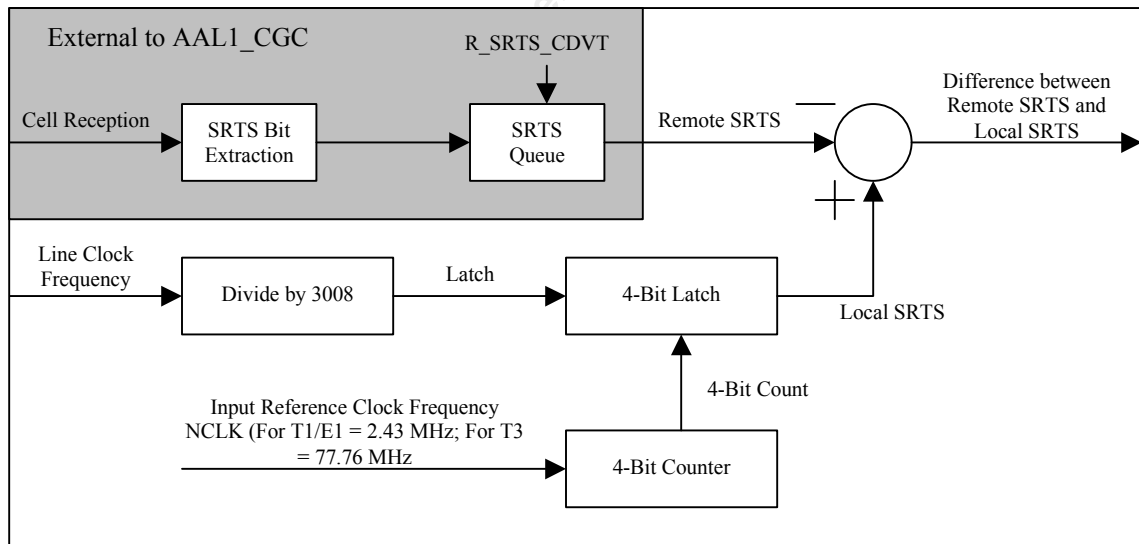 External to AAL1_CGC
R_SRTS_CDVT
Cell Reception
SRTS Bit
Extraction
SRTS
Queue
Remote SRTS
Difference between
Remote SRTS and
Local SRTS
Line Clock
Frequency
Divide by 3008
Latch
4-Bit Latch
Local SRTS
4-Bit Count
Input Reference Clock Frequency
NCLK (For T1/E1 = 2.43 MHz; For T3
= 77.76 MHz
4-Bit Counter